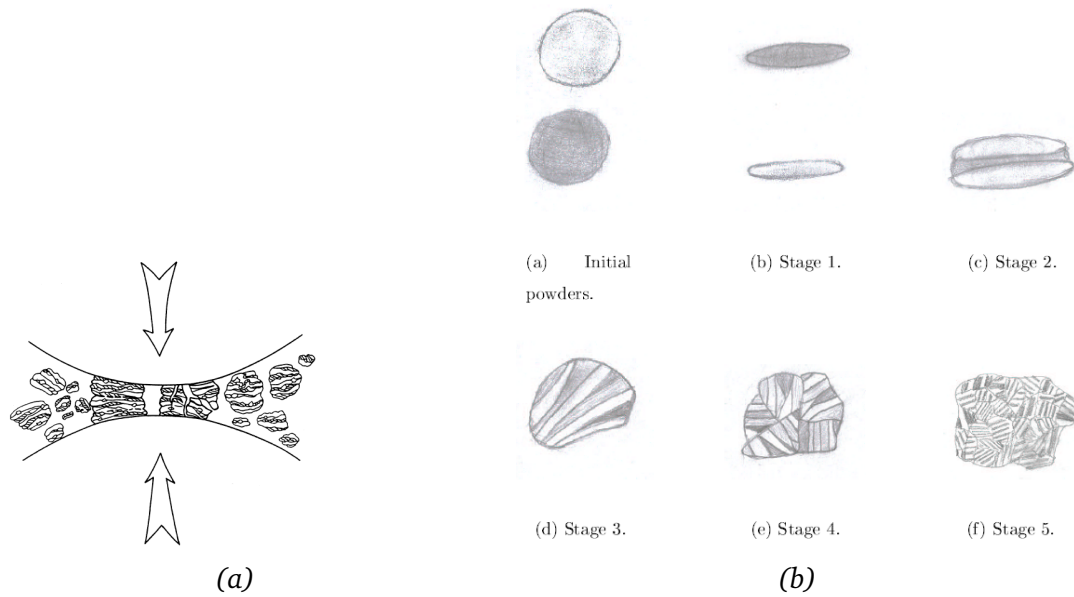 (a) Initial
powders.
(b) Stage 1.
(c) Stage 2.
(d) Stage 3.
(e) Stage 4.
(f) Stage 5.
(a)
(b)